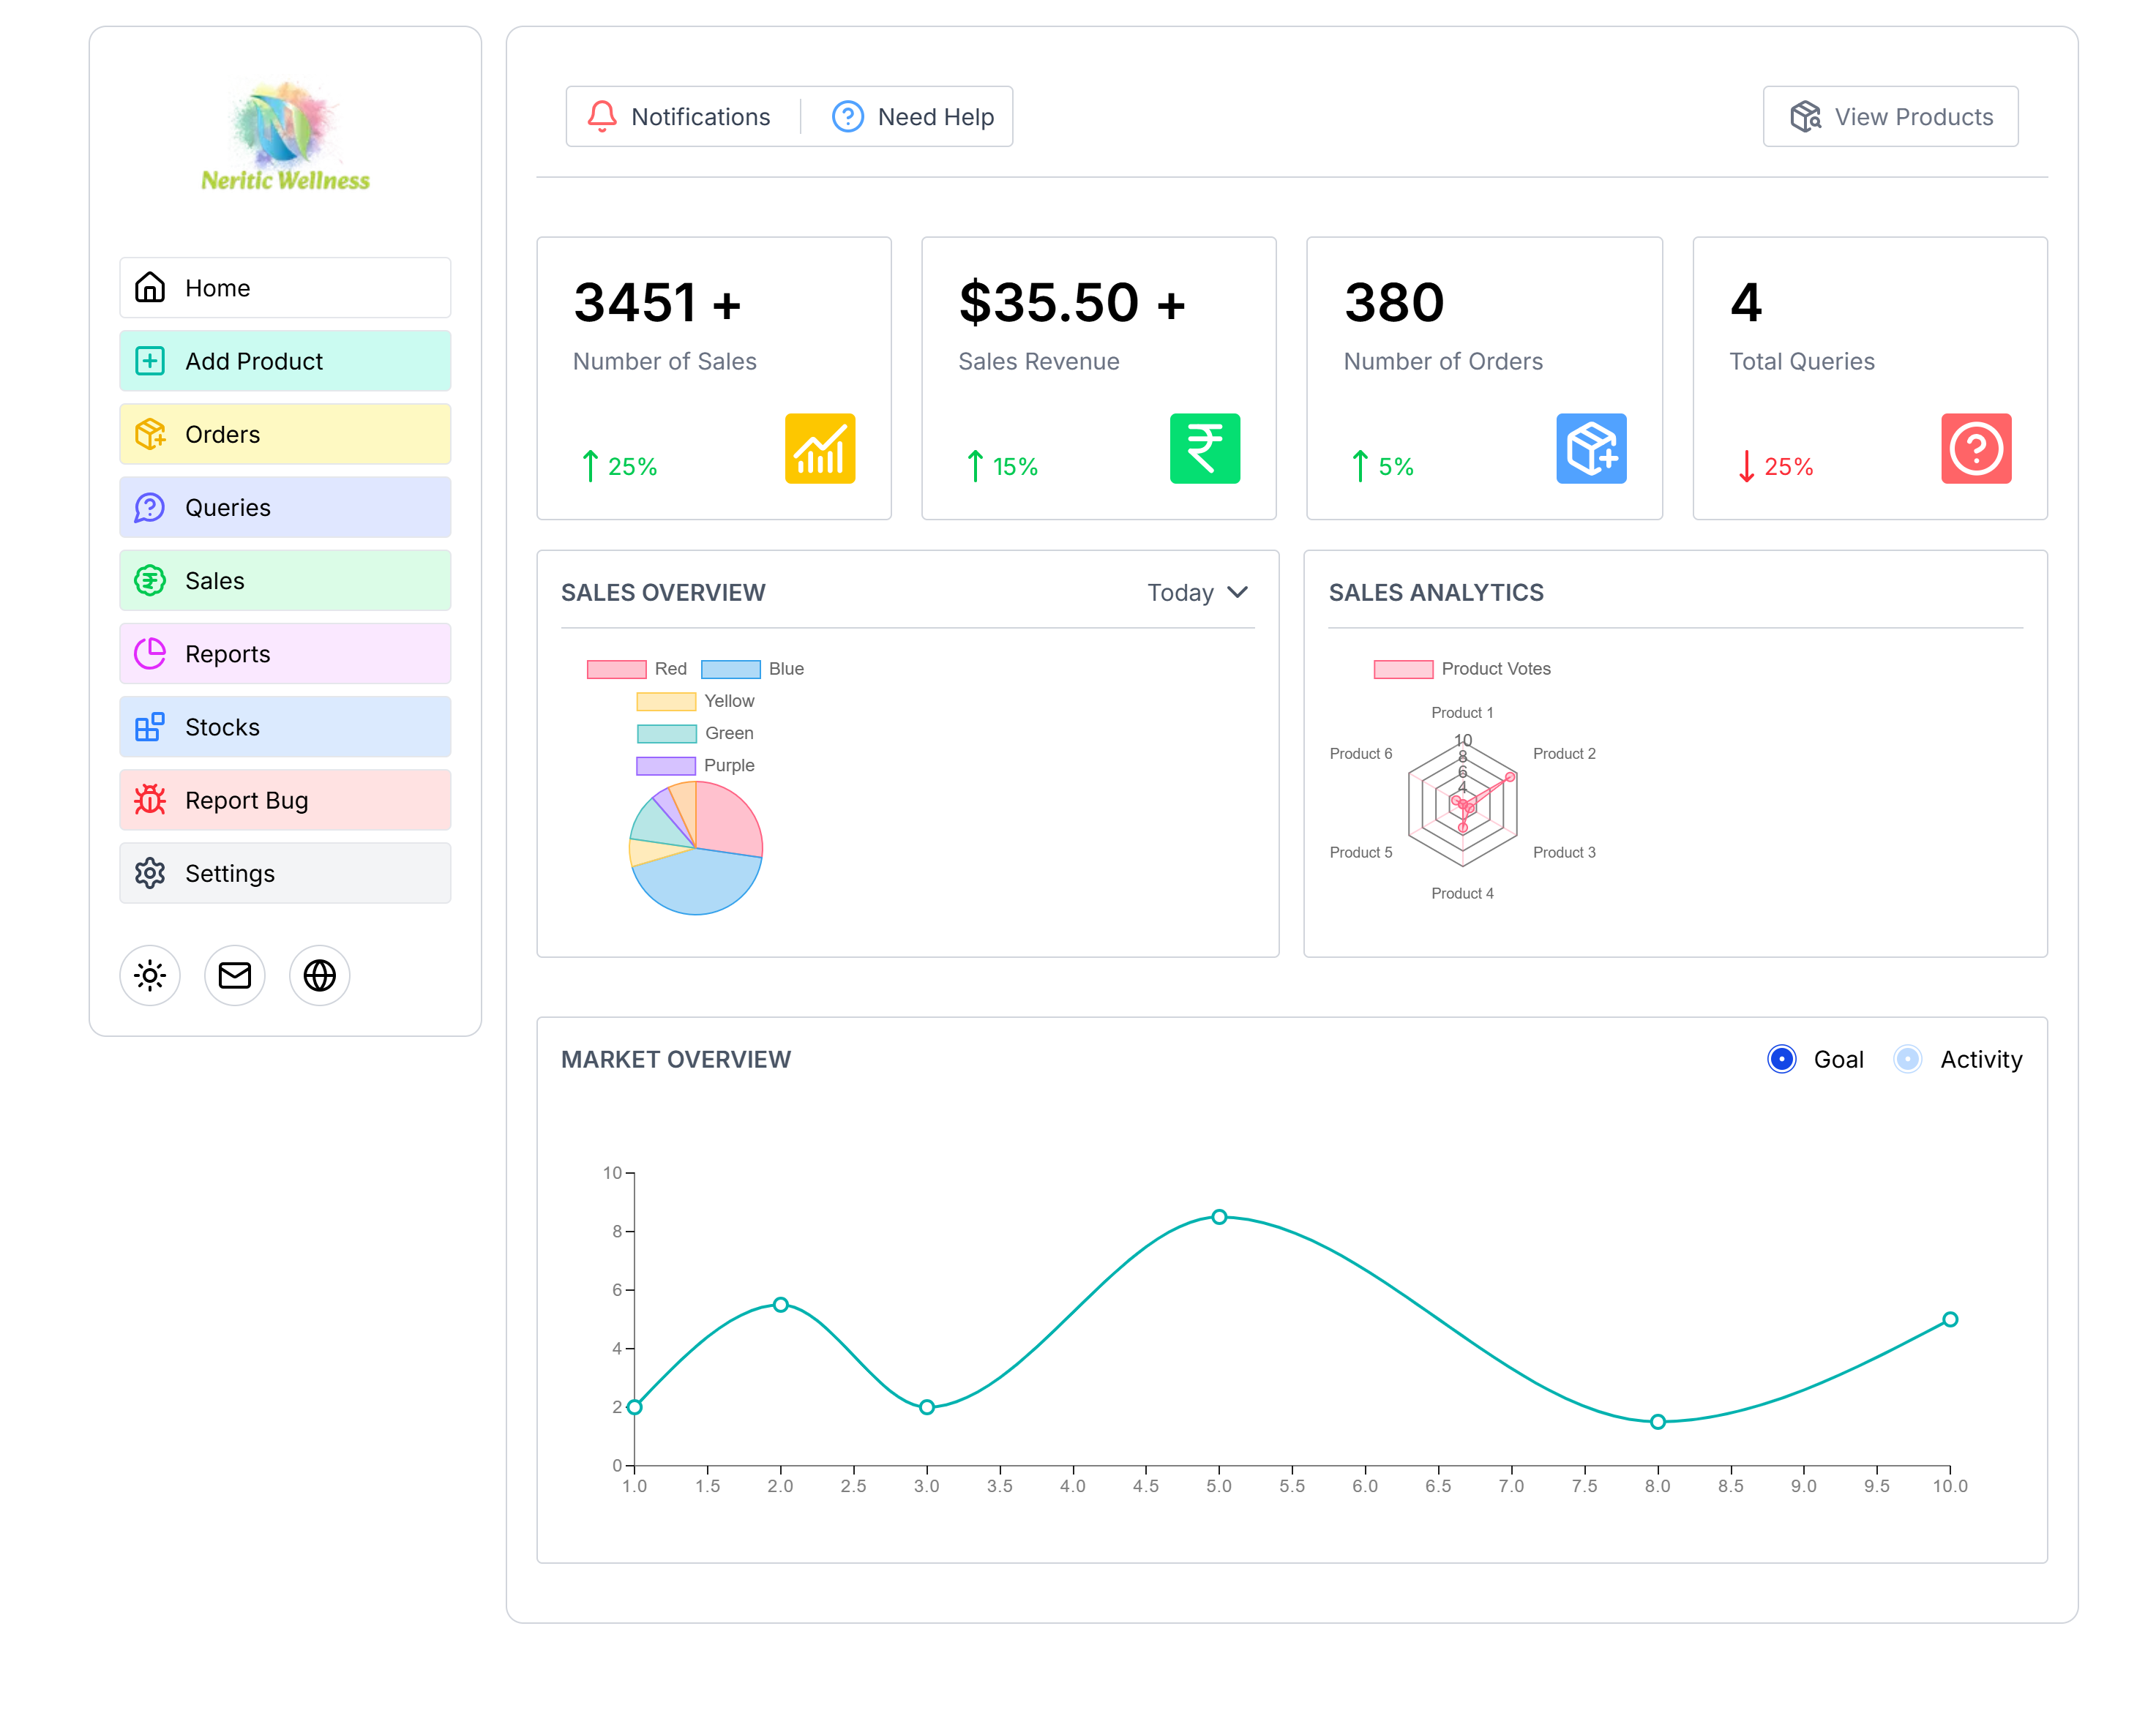 Neritic Wellness
Home
Add Product
Orders
Queries
Sales
Reports
Stocks
Report Bug
Settings
Notifications
Need Help
View Products
3451 +
Number of Sales
25%
$35.50 +
Sales Revenue
15%
380
Number of Orders
5%
4
Total Queries
25%
SALES OVERVIEW
Today
Red Blue
Yellow
Green
Purple
SALES ANALYTICS
Product Votes
Product 1
Product 6
10
8
6
4
Product 2
Product 5
Product 3
Product 4
MARKET OVERVIEW
Goal Activity
10
8
6
4
2
0
1.0 1.5 2.0 2.5 3.0 3.5 4.0 4.5 5.0 5.5 6.0 6.5 7.0 7.5 8.0 8.5 9.0 9.5 10.0